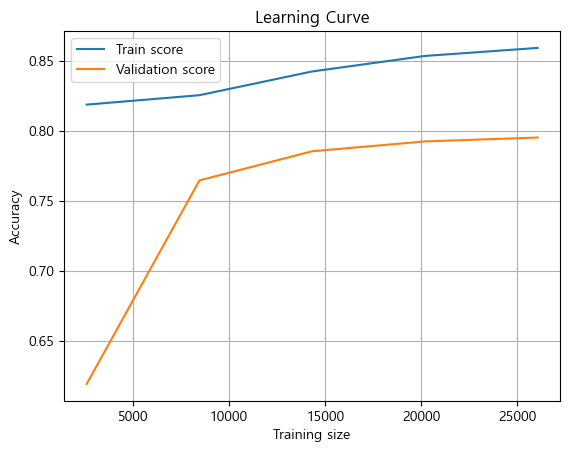 Learning Curve
Train score
Validation score
0.85
0.80
0.75
0.70
0.65
Accuracy
5000 10000 15000 20000 25000
Training size